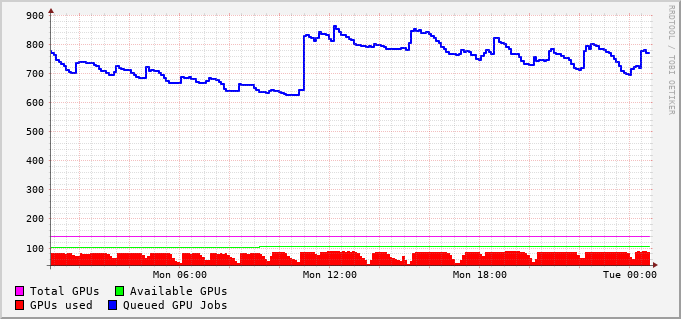 900
800
700
600
500
400
300
200
100
Mon 06:00 Mon 12:00 Mon 18:00 Tue 00:00
Total GPUs Available GPUs
GPUs used Queued GPU Jobs
RRDTOOL / TOBI OETIKER